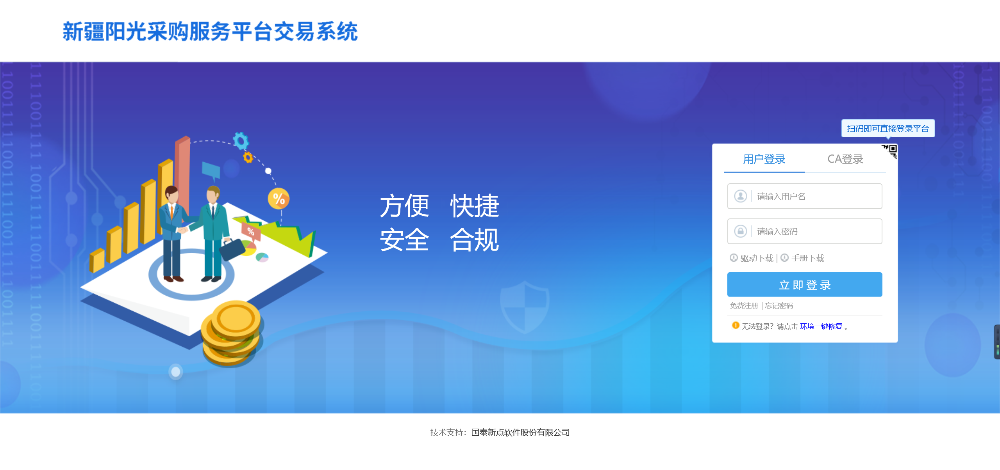 新疆阳光采购服务平台交易系统
扫码即可直接登录平台
用户登录 CA登录
方便 快捷
安全 合规
%
%
请输入用户名
请输入密码
驱动下载 | 手册下载
立即登录
免费注册 | 忘记密码
无法登录？请点击 环境一键修复 。
技术支持：国泰新点软件股份有限公司